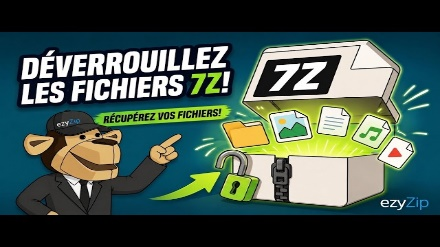 DÉVERROUILLEZ
LES FICHIERS 7Z!
RÉCUPÉREZ VOS FICHIERS!
ezyZip
7Z
ezyZip